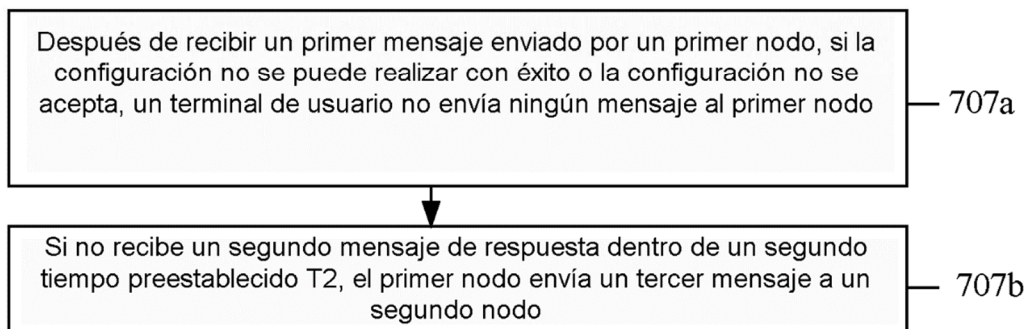 Después de recibir un primer mensaje enviado por un primer nodo, si la
configuración no se puede realizar con éxito o la configuración no se
acepta, un terminal de usuario no envía ningún mensaje al primer nodo
707a
Si no recibe un segundo mensaje de respuesta dentro de un segundo
tiempo preestablecido T2, el primer nodo envía un tercer mensaje a un
segundo nodo
707b